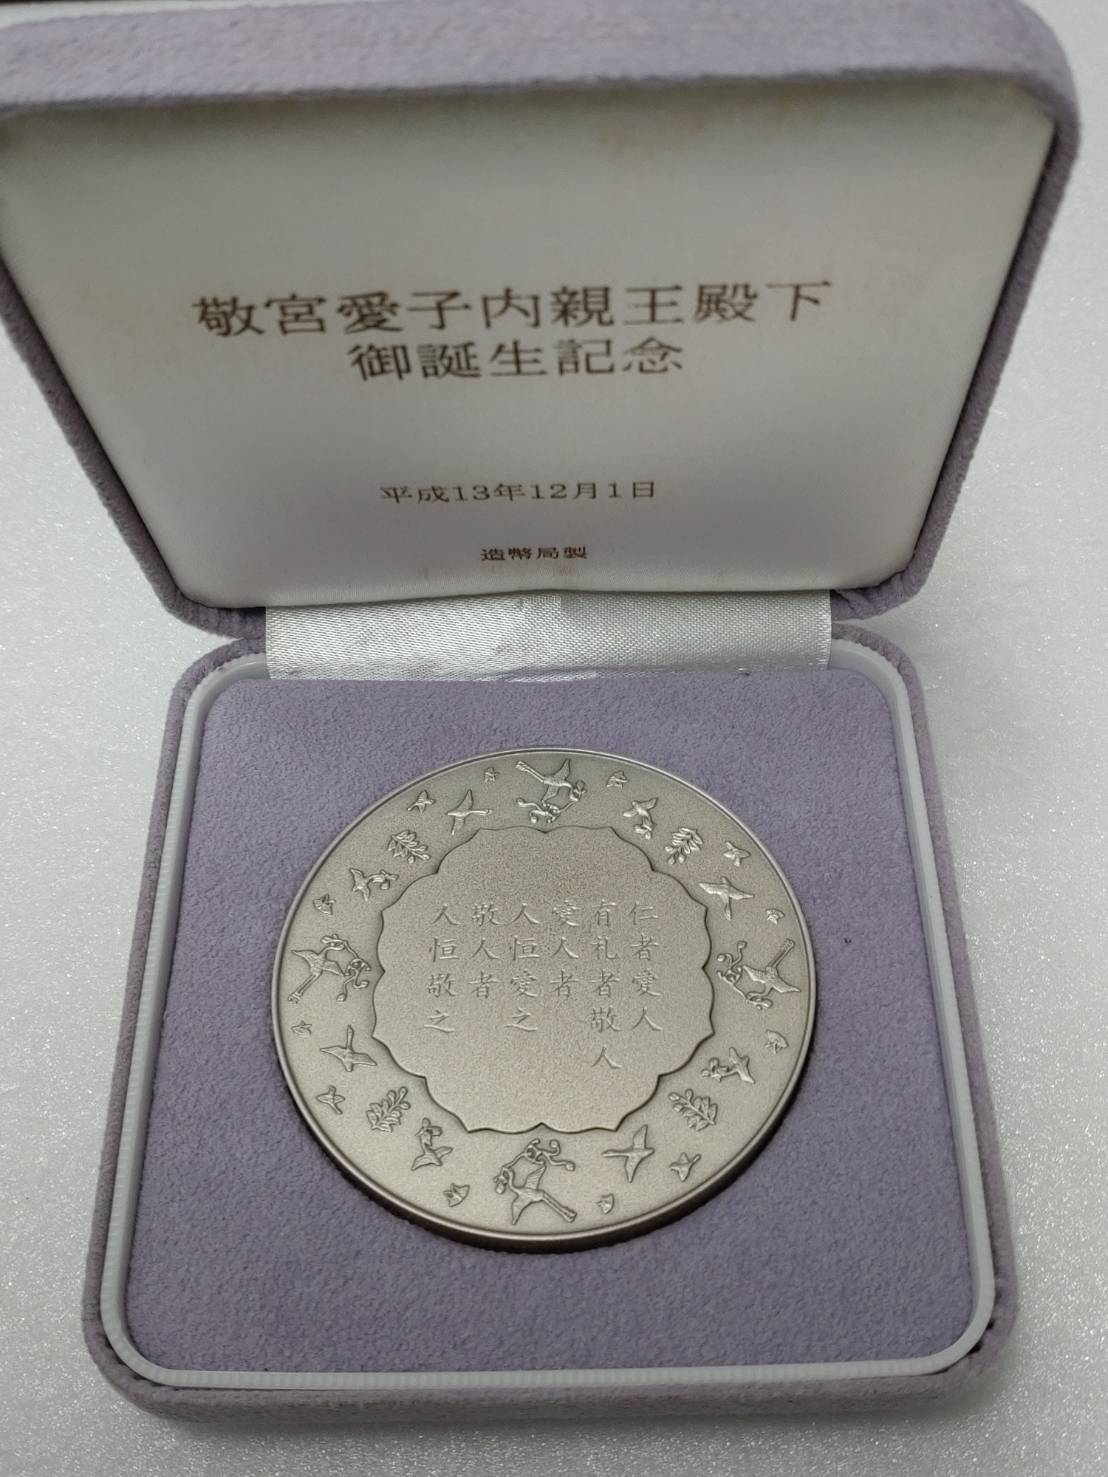 敬宮愛子内親王殿下
御誕生記念
平成13年12月1日
造幣局製
仁者愛人
有礼者敬人
愛人者
人恒愛之
敬人者
人恒敬之